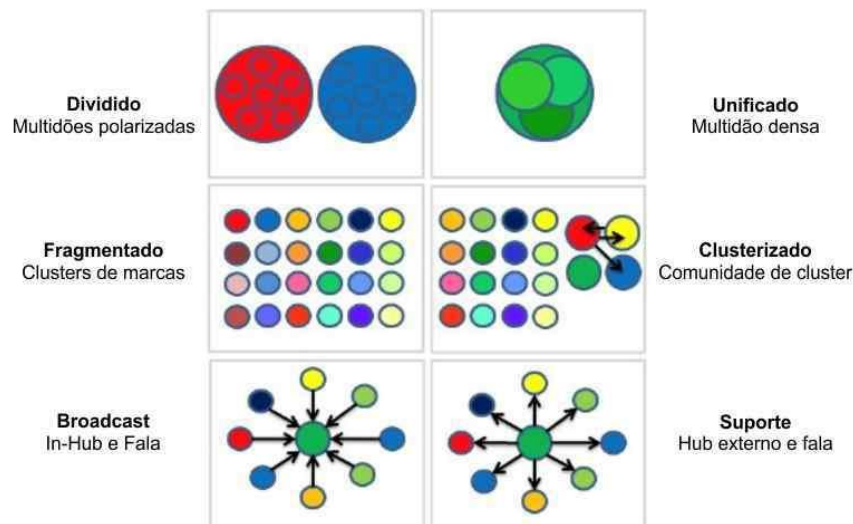 Dividido
Multidões polarizadas
Unificado
Multidão densa
Fragmentado
Clusters de marcas
Clusterizado
Comunidade de cluster
Broadcast
In-Hub e Fala
Suporte
Hub externo e fala